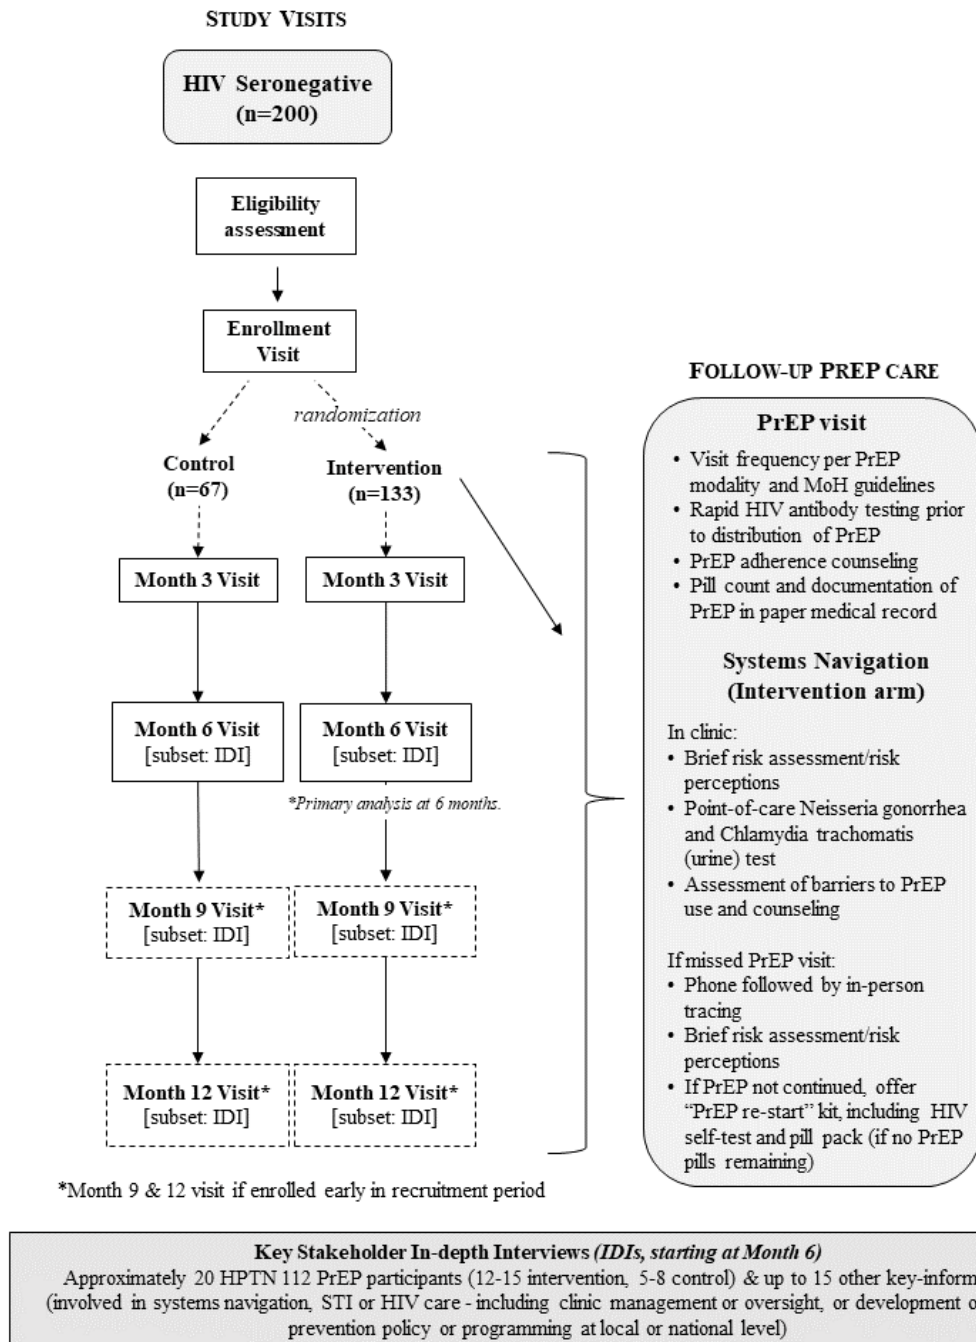 STUDY VISITS
HIV Seronegative
(n=200)
Eligibility
assessment
Enrollment
Visit
randomization
Control
(n=67)
Intervention
(n=133)
Month 3 Visit
Month 3 Visit
Month 6 Visit
[subset: IDI]
Month 6 Visit
[subset: IDI]
*Primary analysis at 6 months.
Month 9 Visit*
[subset: IDI]
Month 9 Visit*
[subset: IDI]
Month 12 Visit*
[subset: IDI]
Month 12 Visit*
[subset: IDI]
*Month 9 & 12 visit if enrolled early in recruitment period
FOLLOW-UP PREP CARE
PrEP visit
• Visit frequency per PrEP
modality and MoH guidelines
• Rapid HIV antibody testing prior
to distribution of PrEP
• PrEP adherence counseling
• Pill count and documentation of
PrEP in paper medical record
Systems Navigation
(Intervention arm)
In clinic:
• Brief risk assessment/risk
perceptions
• Point-of-care Neisseria gonorrhea
and Chlamydia trachomatis
(urine) test
• Assessment of barriers to PrEP
use and counseling
If missed PrEP visit:
• Phone followed by in-person
tracing
• Brief risk assessment/risk
perceptions
• If PrEP not continued, offer
“PrEP re-start” kit, including HIV
self-test and pill pack (if no PrEP
pills remaining)
Key Stakeholder In-depth Interviews (IDIs, starting at Month 6)
Approximately 20 HPTN 112 PrEP participants (12-15 intervention, 5-8 control) & up to 15 other key-inform
(involved in systems navigation, STI or HIV care - including clinic management or oversight, or development o
prevention policy or programming at local or national level)